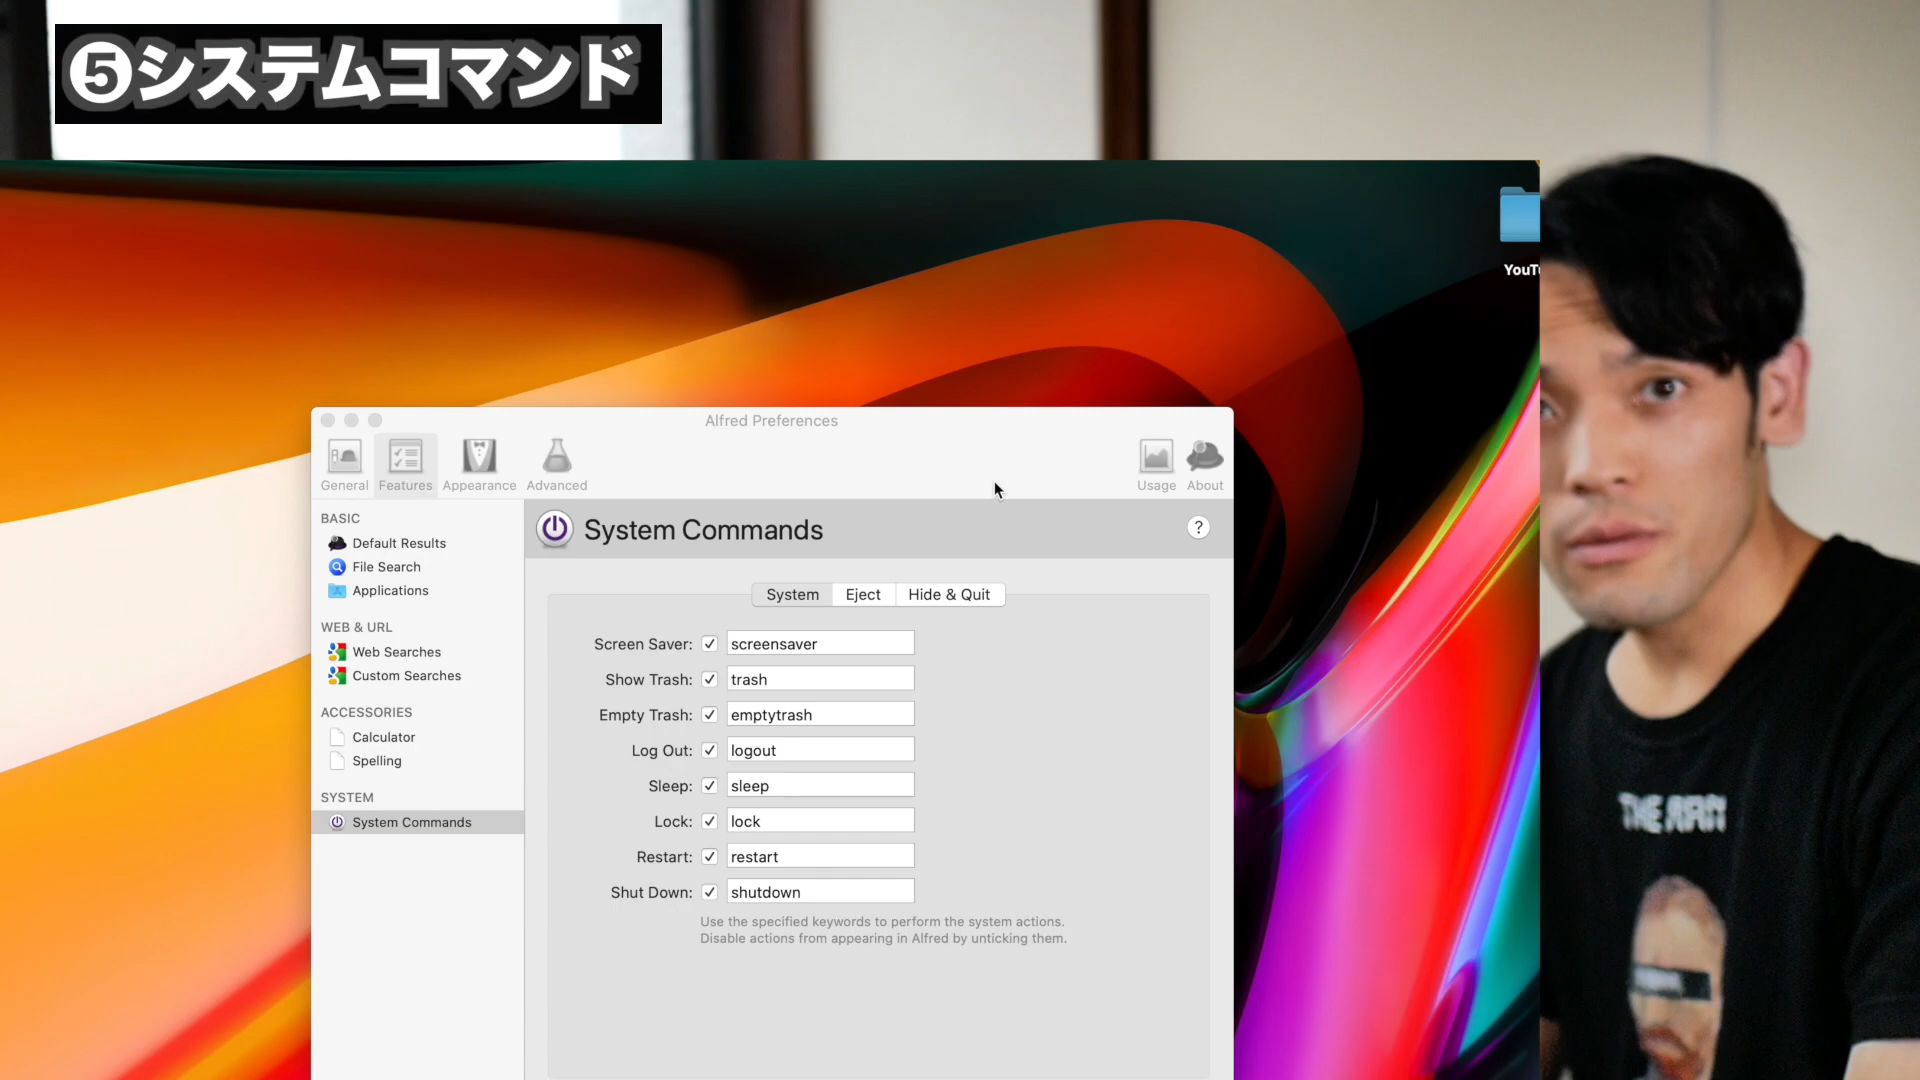 ⑤システムコマンド
YouTu
Alfred Preferences
General
Features
Appearance
Advanced
Usage
About
BASIC
Default Results
File Search
Applications
WEB & URL
Web Searches
Custom Searches
ACCESSORIES
Calculator
Spelling
SYSTEM
System Commands
System Commands
?
System
Eject
Hide & Quit
Screen Saver: screensaver
Show Trash: trash
Empty Trash: emptytrash
Log Out: logout
Sleep: sleep
Lock: lock
Restart: restart
Shut Down: shutdown
Use the specified keywords to perform the system actions.
Disable actions from appearing in Alfred by unticking them.
THE